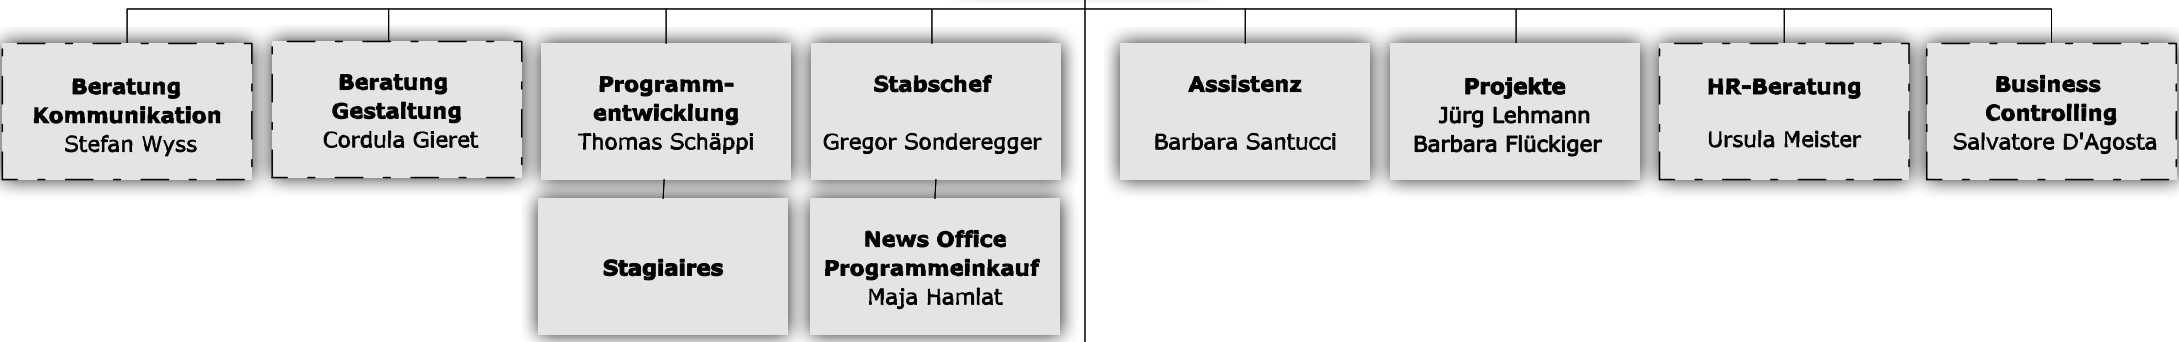 Beratung
Kommunikation
Stefan Wyss
Beratung
Gestaltung
Cordula Gieret
Programm-
entwicklung
Thomas Schäppi
Stabschef
Gregor Sonderegger
Assistenz
Barbara Santucci
Projekte
Jürg Lehmann
Barbara Flückiger
HR-Beratung
Ursula Meister
Business
Controlling
Salvatore D'Agosta
Stagiaires
News Office
Programmeinkauf
Maja Hamlat